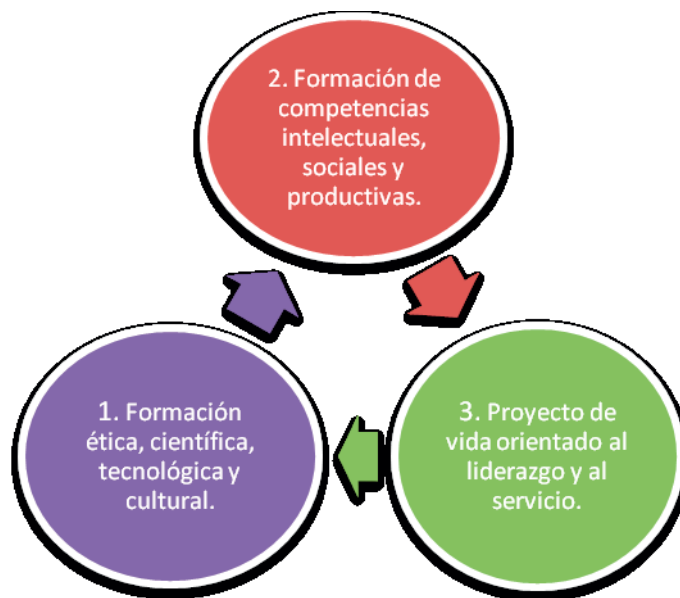 2. Formación de
competencias
intelectuales,
sociales y
productivas.
1. Formación
ética, científica,
tecnológica y
cultural.
3. Proyecto de
vida orientado al
liderazgo y al
servicio.